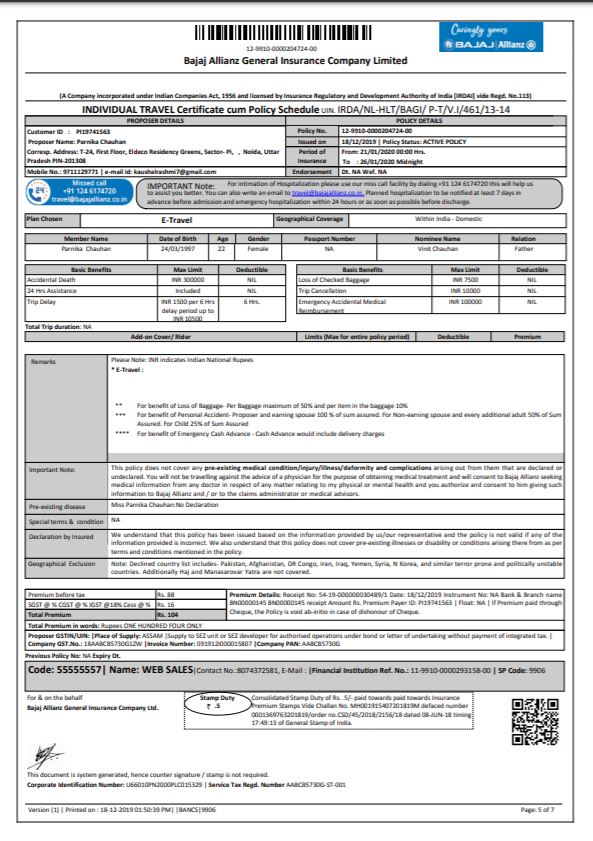 Caringly yours
BAJAJ Allianz
12-9910-0000204724-00
Bajaj Allianz General Insurance Company Limited
(A Company incorporated under Indian Companies Act, 1956 and licensed by Insurance Regulatory and Development Authority of India [IRDAI] vide Regd. No.113)
INDIVIDUAL TRAVEL Certificate cum Policy Schedule UIN. IRDA/NL-HLT/BAGI/ P-T/V.I/461/13-14
PROPOSER DETAILS POLICY DETAILS
Customer ID : PI19741563 Policy No. 12-9910-0000204724-00
Proposer Name: Parnika Chauhan Issued on 18/12/2019 | Policy Status: ACTIVE POLICY
Corresp. Address: T-24, First Floor, Eldeco Residency Greens, Sector- Pi, , Noida, Uttar Pradesh PIN-201308 Period of Insurance From: 21/01/2020 00:00 Hrs.
To : 26/01/2020 Midnight
Mobile No.: 9711129771 | e-mail id: kaushalrashmi7@gmail.com Endorsement Dt. NA Wef. NA
24
Missed call
+91 124 6174720
travel@bajajallianz.co.in
IMPORTANT Note: For intimation of Hospitalization please use our miss call facility by dialing +91 124 6174720 this will help us
to assist you better. You can also write an email to travel@bajajallianz.co.in. Planned hospitalization to be notified at least 7 days in
advance before admission and emergency hospitalization within 24 hours or as soon as possible before discharge.
Plan Chosen E-Travel Geographical Coverage Within India - Domestic
Member Name Date of Birth Age Gender Passport Number Nominee Name Relation
Parnika Chauhan 24/03/1997 22 Female NA Vinit Chauhan Father
Basic Benefits Max Limit Deductible Basic Benefits Max Limit Deductible
Accidental Death INR 300000 NIL Loss of Checked Baggage INR 7500 NIL
24 Hrs Assistance Included NIL Trip Cancellation INR 10000 NIL
Trip Delay INR 1500 per 6 Hrs delay period up to INR 10500 6 Hrs. Emergency Accidental Medical Reimbursement INR 100000 NIL
Total Trip duration: NA
Add-on Cover/ Rider Limits (Max for entire policy period) Deductible Premium
Remarks Please Note: INR indicates Indian National Rupees
* E-Travel :
** For benefit of Loss of Baggage- Per Baggage maximum of 50% and per item in the baggage 10%
*** For benefit of Personal Accident- Proposer and earning spouse 100 % of sum assured. For Non-earning spouse and every additional adult 50% of Sum
Assured. For Child 25% of Sum Assured
**** For benefit of Emergency Cash Advance - Cash Advance would include delivery charges
Important Note: This policy does not cover any pre-existing medical condition/injury/illness/deformity and complications arising out from them that are declared or
undeclared. You will not be travelling against the advice of a physician for the purpose of obtaining medical treatment and will consent to Bajaj Allianz seeking
medical information from any doctor in respect of any matter relating to my physical or mental health and you authorize and consent to him giving such
information to Bajaj Allianz and / or to the claims administrator or medical advisors.
Pre-existing disease Miss Parnika Chauhan:No Declaration
Special terms & condition NA
Declaration by Insured We understand that this policy has been issued based on the information provided by us/our representative and the policy is not valid if any of the
information provided is incorrect. We also understand that this policy does not cover pre-existing illnesses or disability or conditions arising there from as per
terms and conditions mentioned in the policy.
Geographical Exclusion Note: Declined country list includes- Pakistan, Afghanistan, DR Congo, Iran, Iraq, Yemen, Syria, N Korea, and similar terror prone and politically unstable
countries. Additionally Haj and Manasarovar Yatra are not covered.
Premium before tax Rs. 88
SGST @ % CGST @ % IGST @18% Cess @ % Rs. 16
Total Premium Rs. 104
Premium Details: Receipt No: 54-19-000000030489/1 Date: 18/12/2019 Instrument No: NA Bank & Branch name
BN00000145 BN00000145 receipt Amount Rs. Premium Payer ID: PI19741563 | Float: NA | If Premium paid through
Cheque, the Policy is void ab-initio in case of dishonour of Cheque.
Total Premium in words: Rupees ONE HUNDRED FOUR ONLY
Proposer GSTIN/UIN: |Place of Supply: ASSAM |Supply to SEZ unit or SEZ developer for authorised operations under bond or letter of undertaking without payment of integrated tax. |
Company GST.No.: 18AABCB5730G1ZW |Invoice Number: 091912I000015807 |Company PAN: AABCB5730G
Previous Policy No: NA Expiry Dt.
Code: 55555557| Name: WEB SALES|Contact No.:8074372581, E-Mail : |Financial Institution Ref. No.: 11-9910-0000293158-00 | SP Code: 9906
For & on the behalf
Bajaj Allianz General Insurance Company Ltd.
Stamp Duty
₹ .5
Consolidated Stamp Duty of Rs. .5/- paid towards paid towards Insurance
Premium Stamps Vide Challan No. MH001915407201819M defaced number
0001369763201819/order no.CSD/45/2018/2156/18 dated 08-JUN-18 timing
17:49:13 of General Stamp of India.
This document is system generated, hence counter signature / stamp is not required.
Corporate Identification Number: U66010PN2000PLC015329 | Service Tax Regd. Number AABCB5730G-ST-001
Version (1) | Printed on : 18-12-2019 01:50:39 PM| |BANCS|9906 Page: 5 of 7